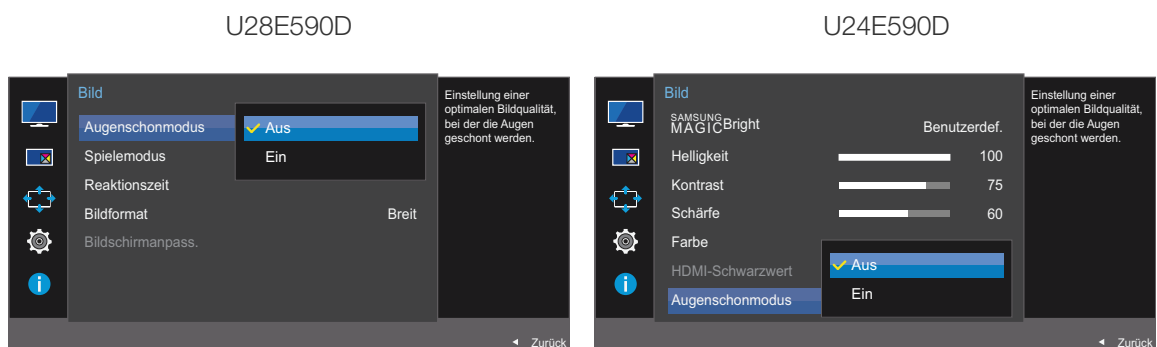 U28E590D
Bild
Augenschonmodus
Aus
Spielemodus
Ein
Reaktionszeit
Bildformat Breit
Bildschirmanpass.
Einstellung einer
optimalen Bildqualität,
bei der die Augen
geschont werden.
Zurück
U24E590D
Bild
SAMSUNG
MAGIC Bright Benutzerdef.
Helligkeit 100
Kontrast 75
Schärfe 60
Farbe
HDMI-Schwarzwert
Aus
Ein
Augenschonmodus
Einstellung einer
optimalen Bildqualität,
bei der die Augen
geschont werden.
Zurück